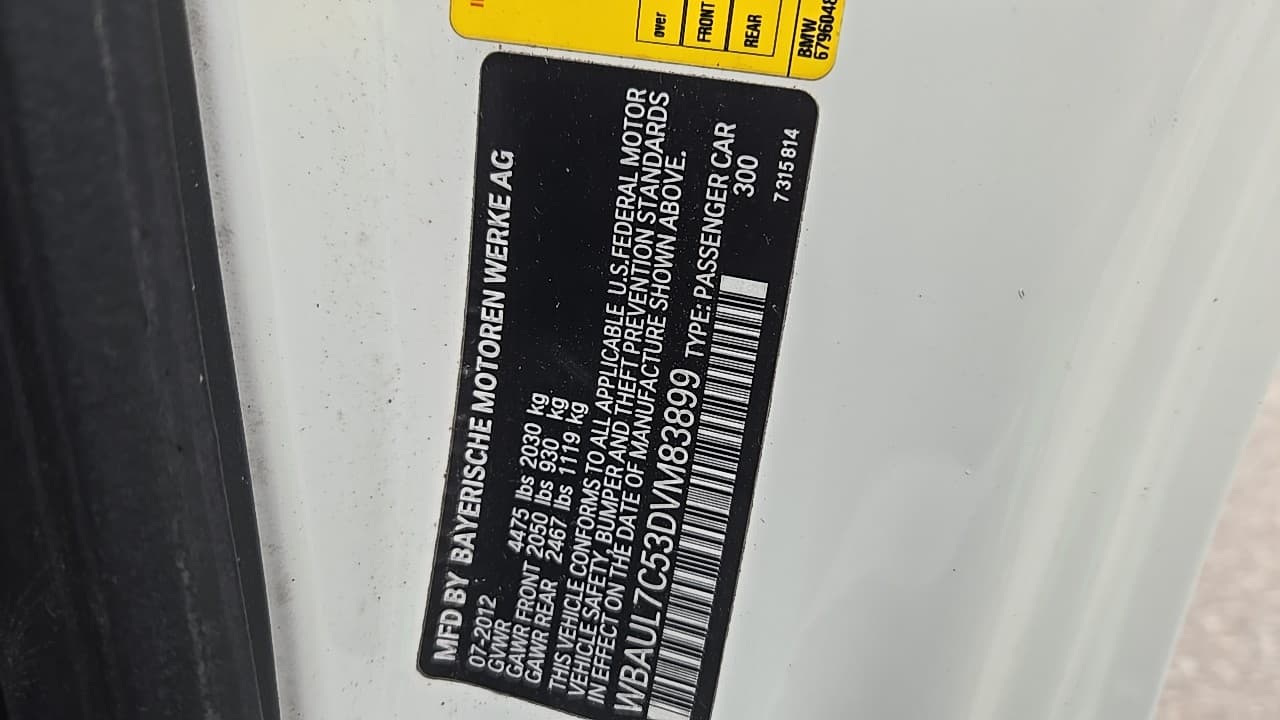 over
FRONT
REAR
BMW
6796048
MFD BY BAYERISCHE MOTOREN WERKE AG
07-2012
GVWR 4475 lbs 2030 kg
GAWR FRONT 2050 lbs 930 kg
GAWR REAR 2467 lbs 1119 kg
THIS VEHICLE CONFORMS TO ALL APPLICABLE U.S.FEDERAL MOTOR
VEHICLE SAFETY, BUMPER AND THEFT PREVENTION STANDARDS
IN EFFECT ON THE DATE OF MANUFACTURE SHOWN ABOVE.
WBAUL7C53DVM83899 TYPE: PASSENGER CAR
300
7315814